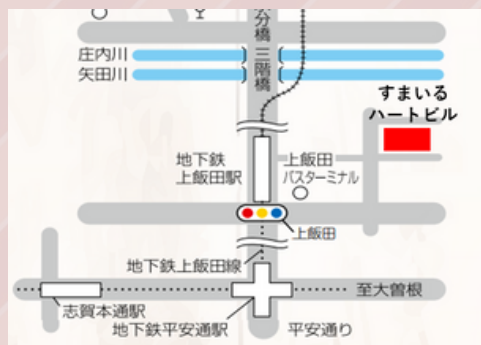 分橋
三階橋
庄内川
矢田川
すまいる
ハートビル
地下鉄
上飯田駅
上飯田
バスターミナル
上飯田
地下鉄上飯田線
至大曽根
志賀本通駅
地下鉄平安通駅
平安通り